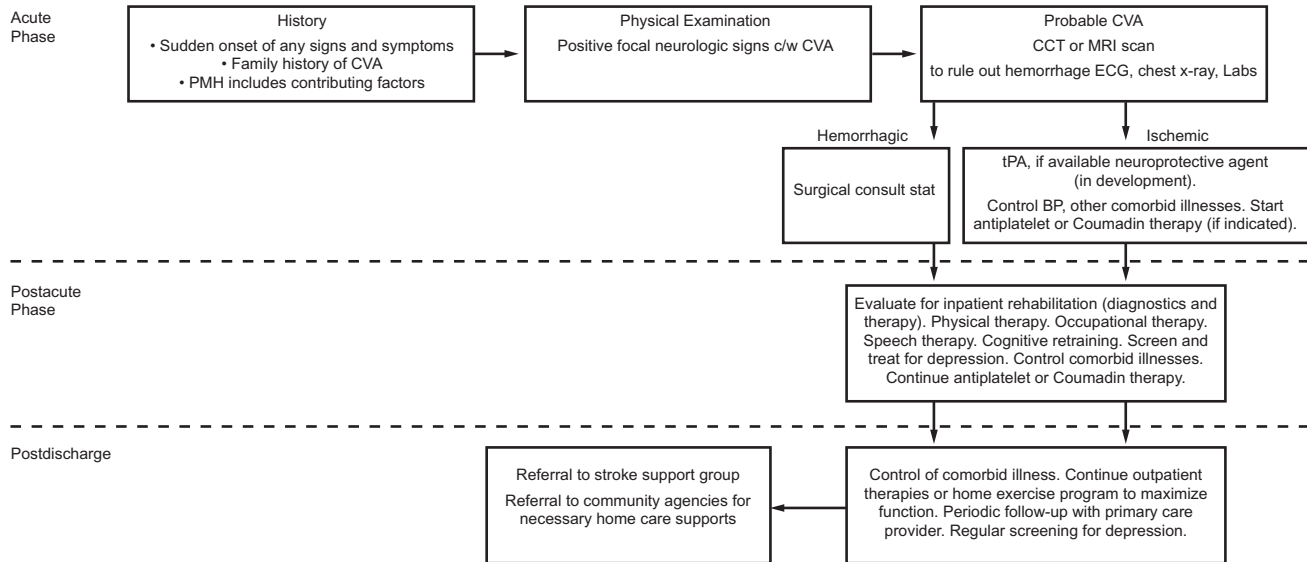 Acute
Phase
History
• Sudden onset of any signs and symptoms
• Family history of CVA
• PMH includes contributing factors
Physical Examination
Positive focal neurologic signs c/w CVA
Probable CVA
CCT or MRI scan
to rule out hemorrhage ECG, chest x-ray, Labs
Hemorrhagic
Surgical consult stat
Ischemic
tPA, if available neuroprotective agent
(in development).
Control BP, other comorbid illnesses. Start
antiplatelet or Coumadin therapy (if indicated).
Postacute
Phase
Evaluate for inpatient rehabilitation (diagnostics and
therapy). Physical therapy. Occupational therapy.
Speech therapy. Cognitive retraining. Screen and
treat for depression. Control comorbid illnesses.
Continue antiplatelet or Coumadin therapy.
Postdischarge
Referral to stroke support group
Referral to community agencies for
necessary home care supports
Control of comorbid illness. Continue outpatient
therapies or home exercise program to maximize
function. Periodic follow-up with primary care
provider. Regular screening for depression.